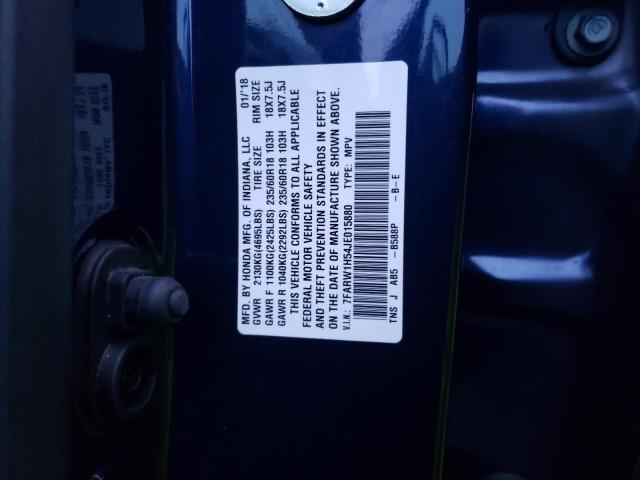 MFD. BY HONDA MFG. OF INDIANA, LLC 01/'18
GVWR 2130KG(4695LBS) TIRE SIZE RIM SIZE
GAWR F 1100KG(2425LBS) 235/60R18 103H 18X7.5J
GAWR R 1040KG(2292LBS) 235/60R18 103H 18X7.5J
THIS VEHICLE CONFORMS TO ALL APPLICABLE
FEDERAL MOTOR VEHICLE SAFETY
AND THEFT PREVENTION STANDARDS IN EFFECT
ON THE DATE OF MANUFACTURE SHOWN ABOVE.
V.I.N.: 7FARW1H54JE015880 TYPE: MPV
TNS J AB5 -B588P -B-E